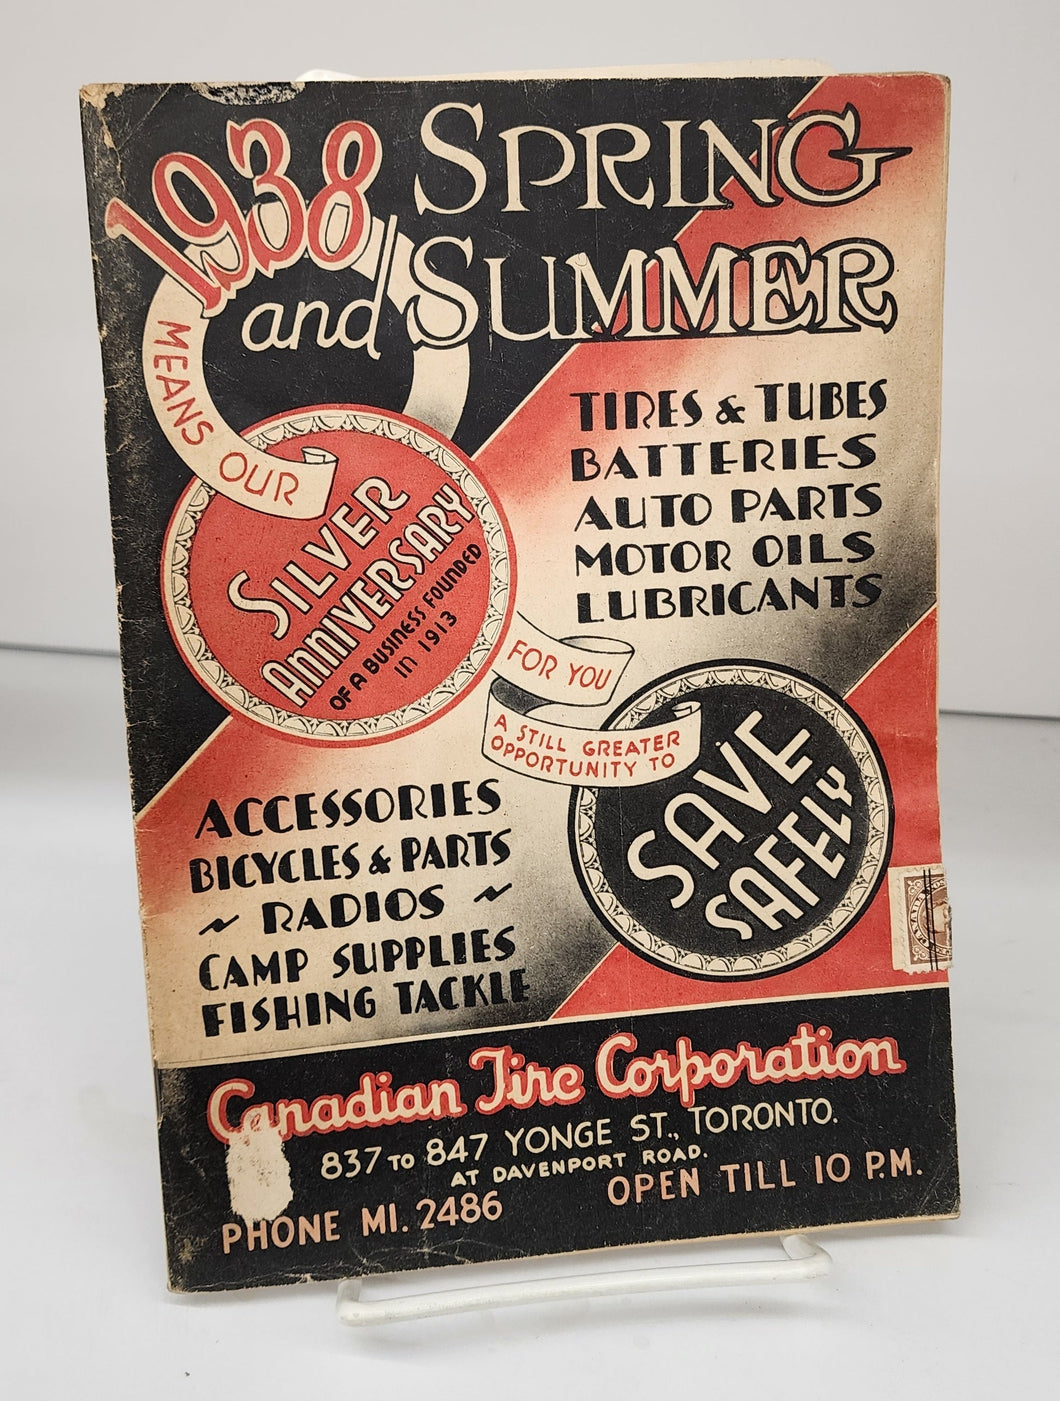 1938 SPRING
and SUMMER
MEANS OUR
SILVER
ANNIVERSARY
OF A BUSINESS FOUNDED
IN 1913
TIRES & TUBES
BATTERIES
AUTO PARTS
MOTOR OILS
LUBRICANTS
FOR YOU
A STILL GREATER
OPPORTUNITY TO
SAVE
SAFELY
ACCESSORIES
BICYCLES & PARTS
~ RADIOS ~
CAMP SUPPLIES
FISHING TACKLE
Canadian Tire Corporation
837 TO 847 YONGE ST., TORONTO.
AT DAVENPORT ROAD.
PHONE MI. 2486
OPEN TILL 10 P.M.